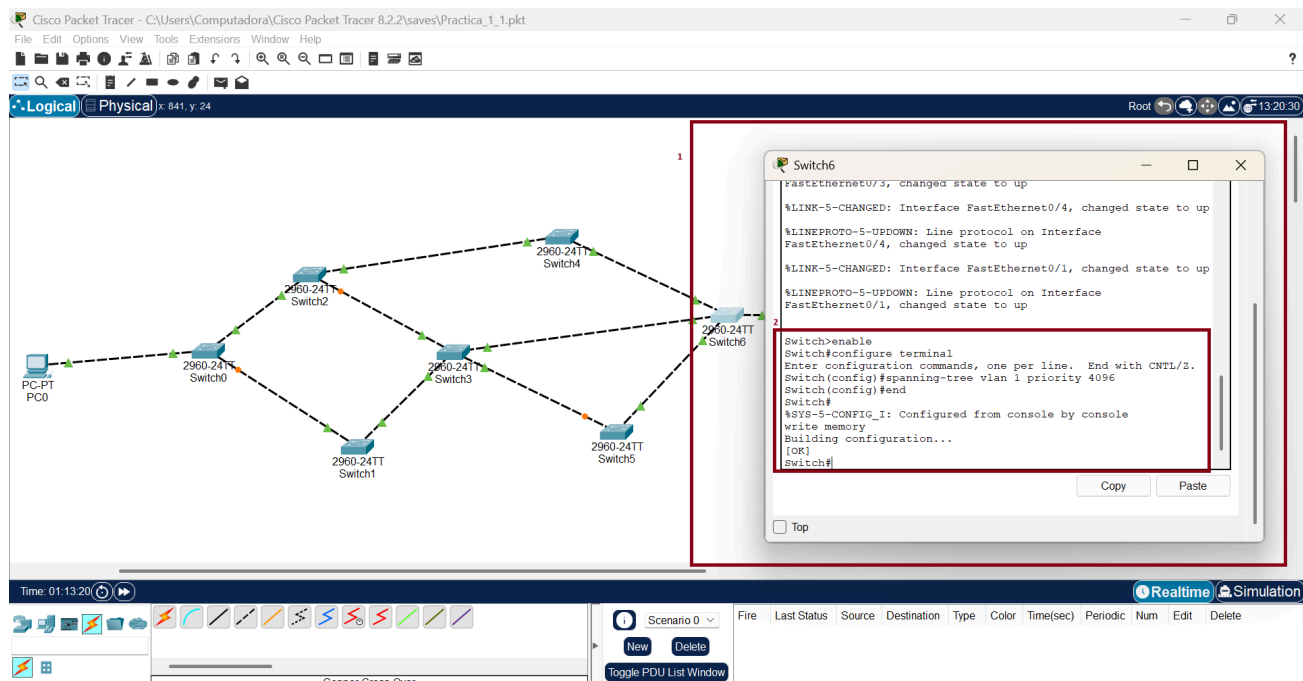 Cisco Packet Tracer - C:\Users\Computadora\Cisco Packet Tracer 8.2.2\saves\Practica_1_1.pkt
File Edit Options View Tools Extensions Window Help
?
Logical Physical x: 841, y: 24
Root 13:20:30
1
Switch6
FastEthernet0/3, changed state to up
%LINK-5-CHANGED: Interface FastEthernet0/4, changed state to up
%LINEPROTO-5-UPDOWN: Line protocol on Interface
FastEthernet0/4, changed state to up
%LINK-5-CHANGED: Interface FastEthernet0/1, changed state to up
%LINEPROTO-5-UPDOWN: Line protocol on Interface
FastEthernet0/1, changed state to up
2
Switch>enable
Switch#configure terminal
Enter configuration commands, one per line. End with CNTL/Z.
Switch(config)#spanning-tree vlan 1 priority 4096
Switch(config)#end
Switch#
%SYS-5-CONFIG_I: Configured from console by console
write memory
Building configuration...
[OK]
Switch#
Copy Paste
Top
2960-24TT
Switch4
2960-24TT
Switch2
2960-24TT
Switch6
2960-24TT
Switch0
2960-24TT
Switch3
PC-PT
PC0
2960-24TT
Switch1
2960-24TT
Switch5
Time: 01:13:20
Realtime Simulation
Scenario 0
New Delete
Toggle PDU List Window
Fire Last Status Source Destination Type Color Time(sec) Periodic Num Edit Delete
Copper Cross-Over